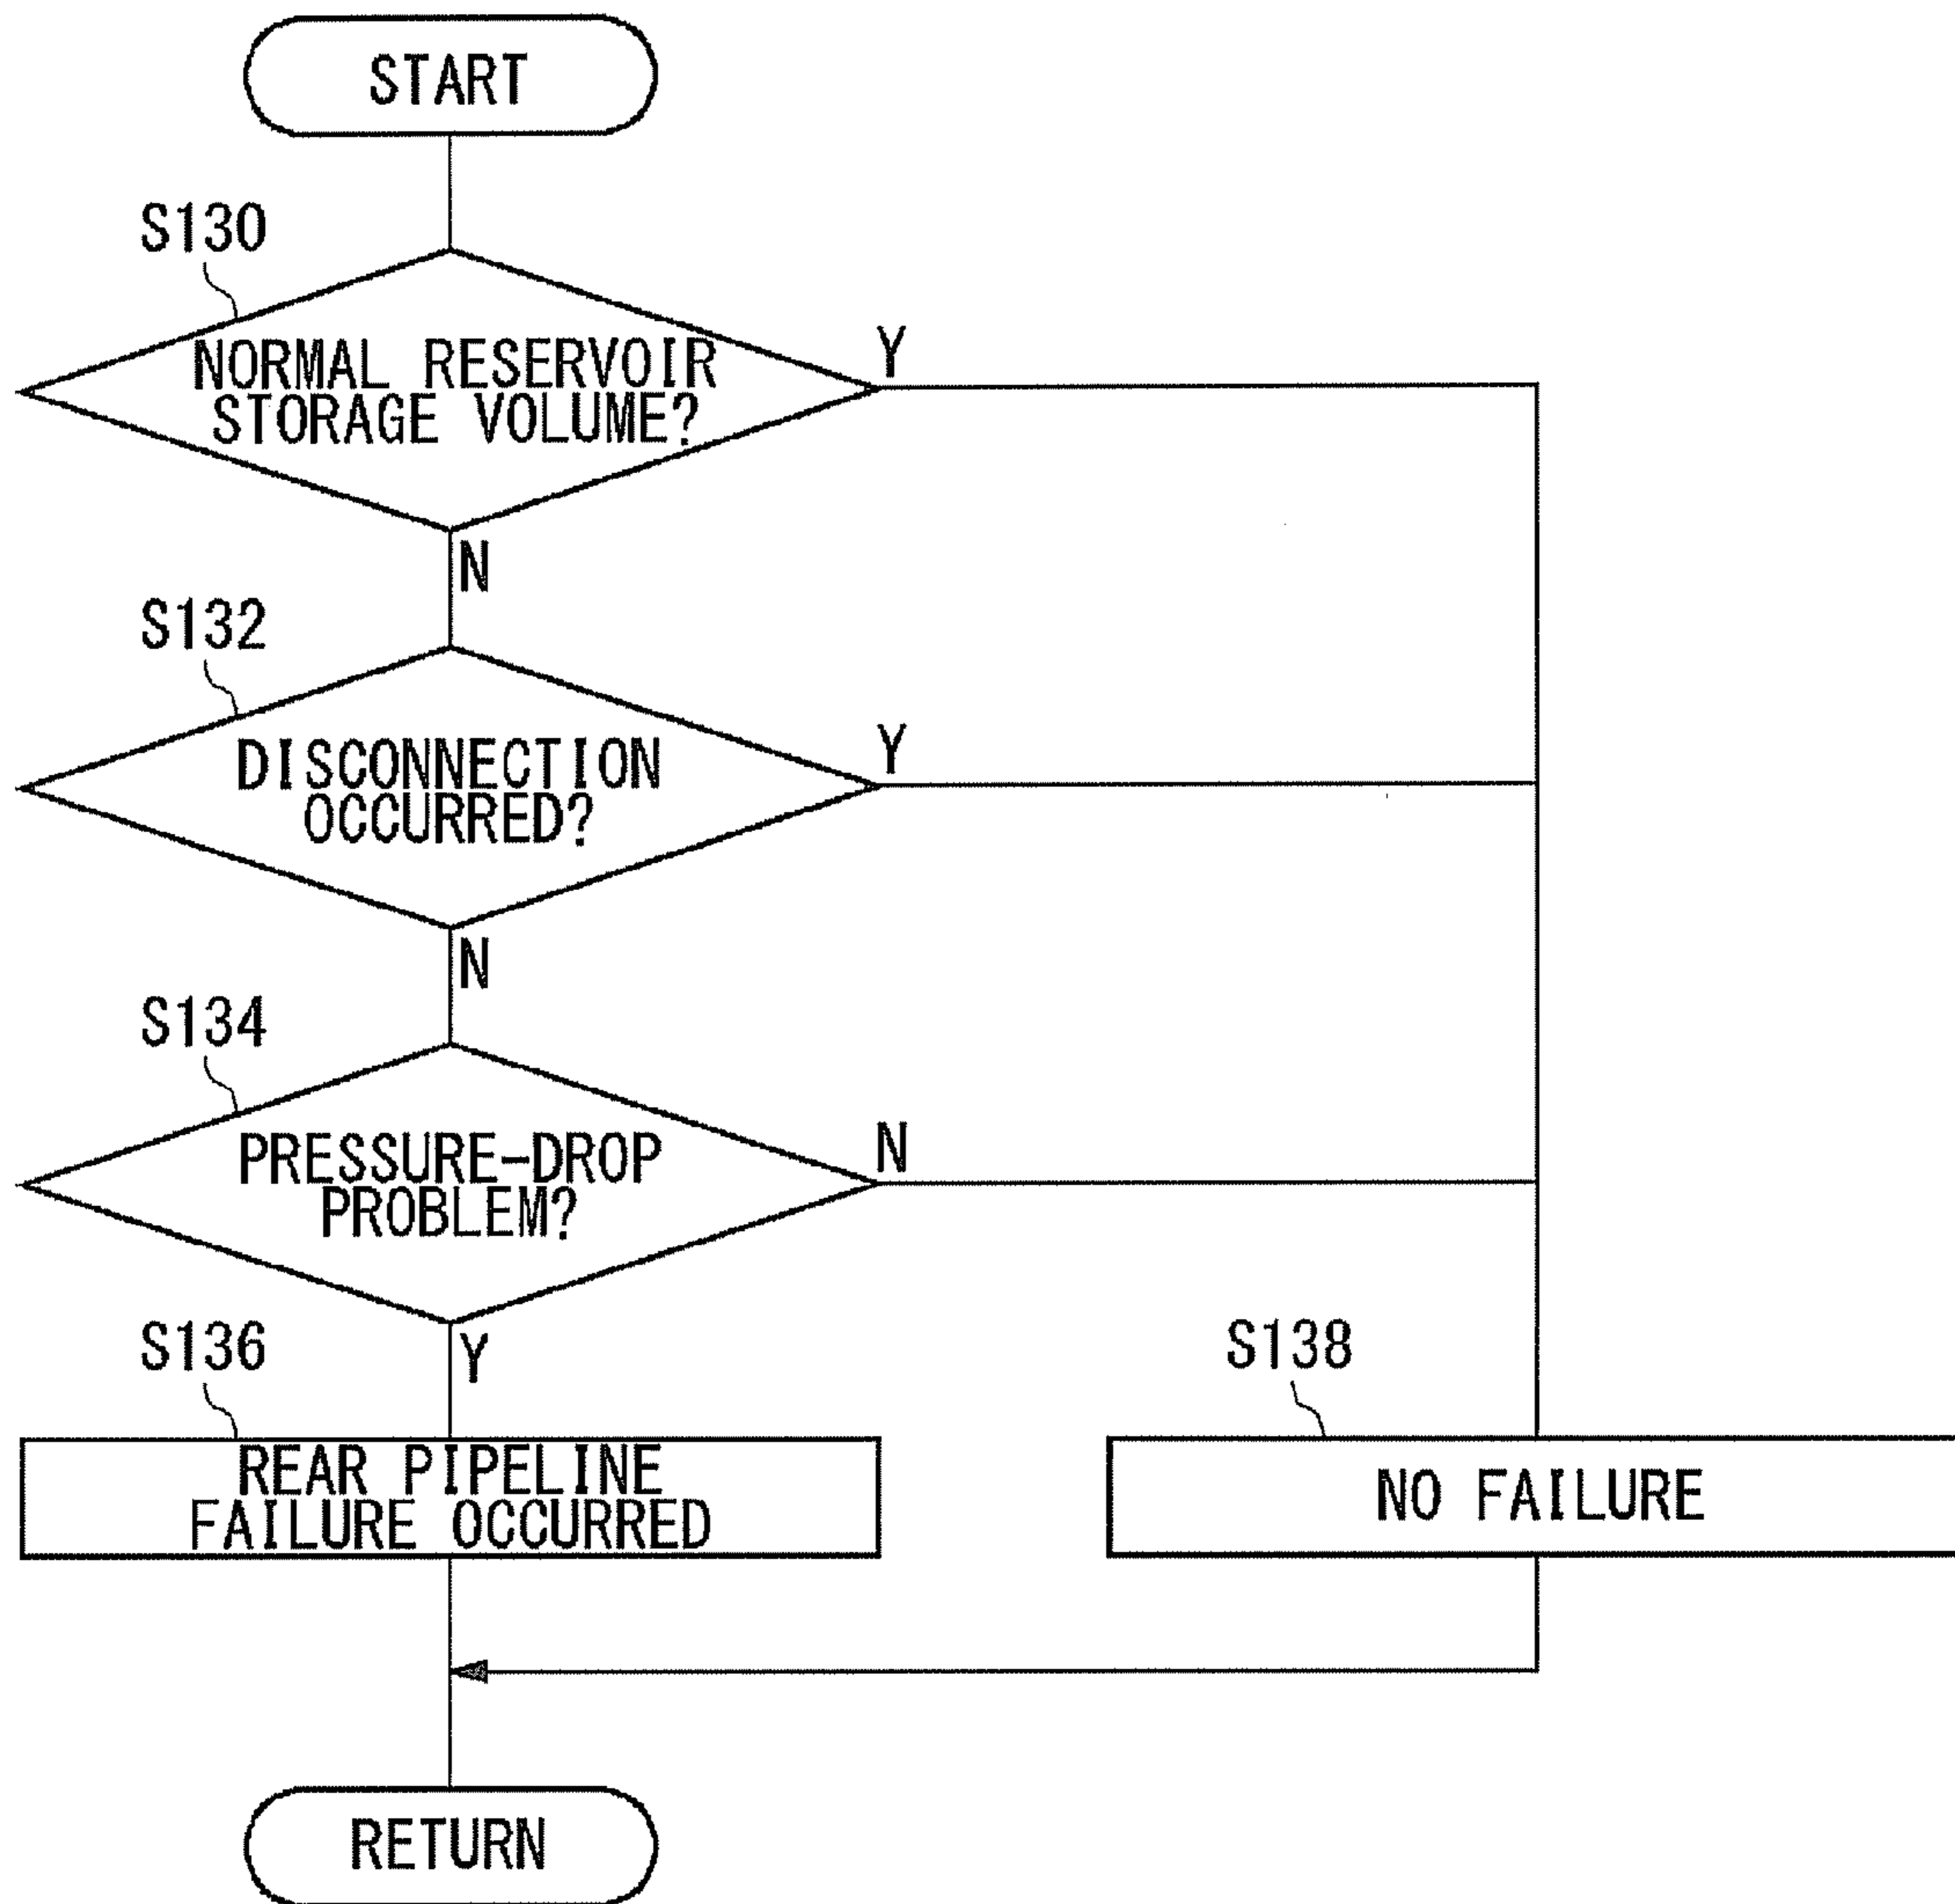 START
S130
NORMAL RESERVOIR
STORAGE VOLUME?
Y
N
S132
DISCONNECTION
OCCURRED?
Y
N
S134
PRESSURE-DROP
PROBLEM?
N
Y
S136
REAR PIPELINE
FAILURE OCCURRED
S138
NO FAILURE
RETURN